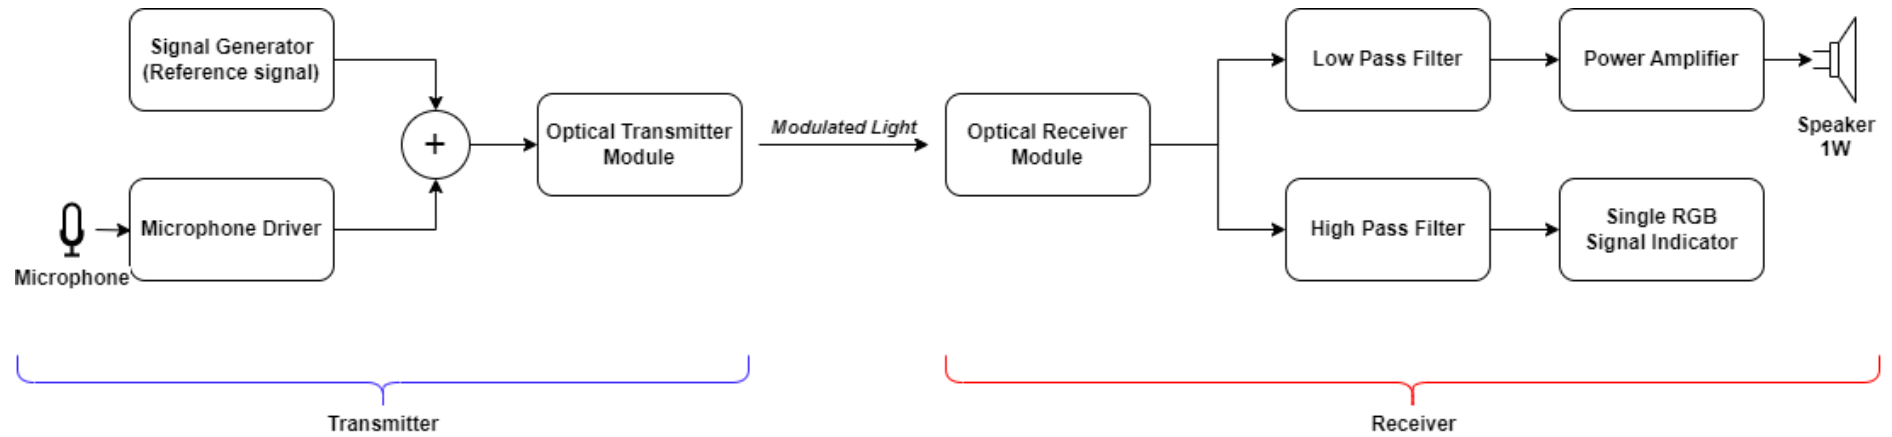 Signal Generator
(Reference signal)
Microphone Driver
Microphone
+
Optical Transmitter
Module
Modulated Light
Optical Receiver
Module
Low Pass Filter
Power Amplifier
Speaker
1W
High Pass Filter
Single RGB
Signal Indicator
Transmitter
Receiver